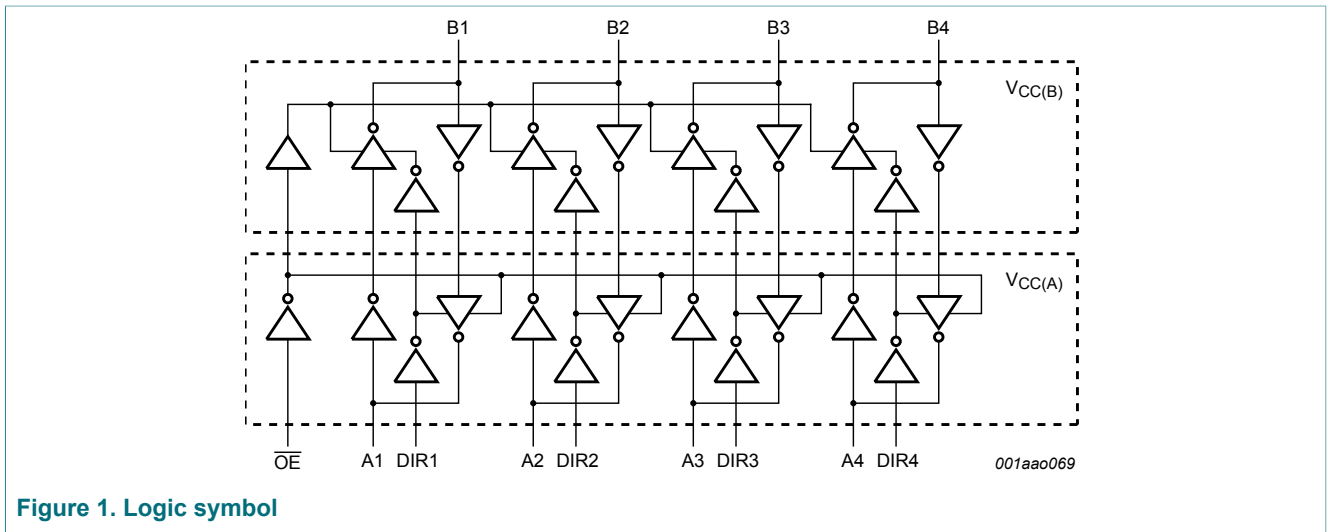 B1 B2 B3 B4
VCC(B)
VCC(A)
OE A1 DIR1 A2 DIR2 A3 DIR3 A4 DIR4
001aao069
Figure 1. Logic symbol